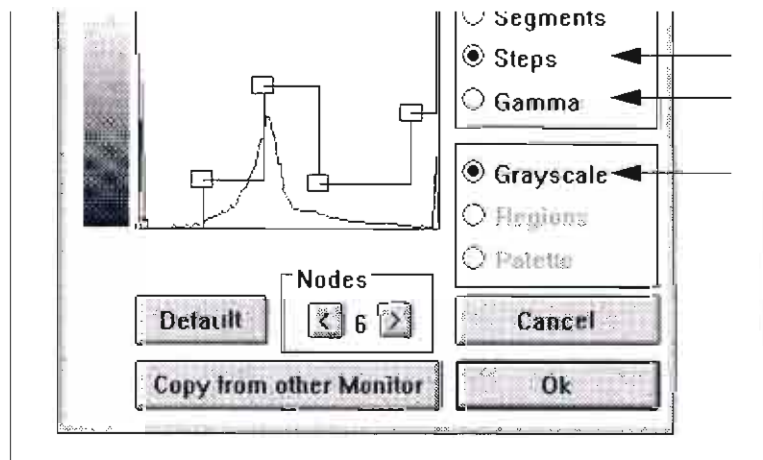 Segments
Steps
Gamma
Grayscale
Regions
Palette
Nodes
Default
< 6 >
Cancel
Copy from other Monitor
Ok